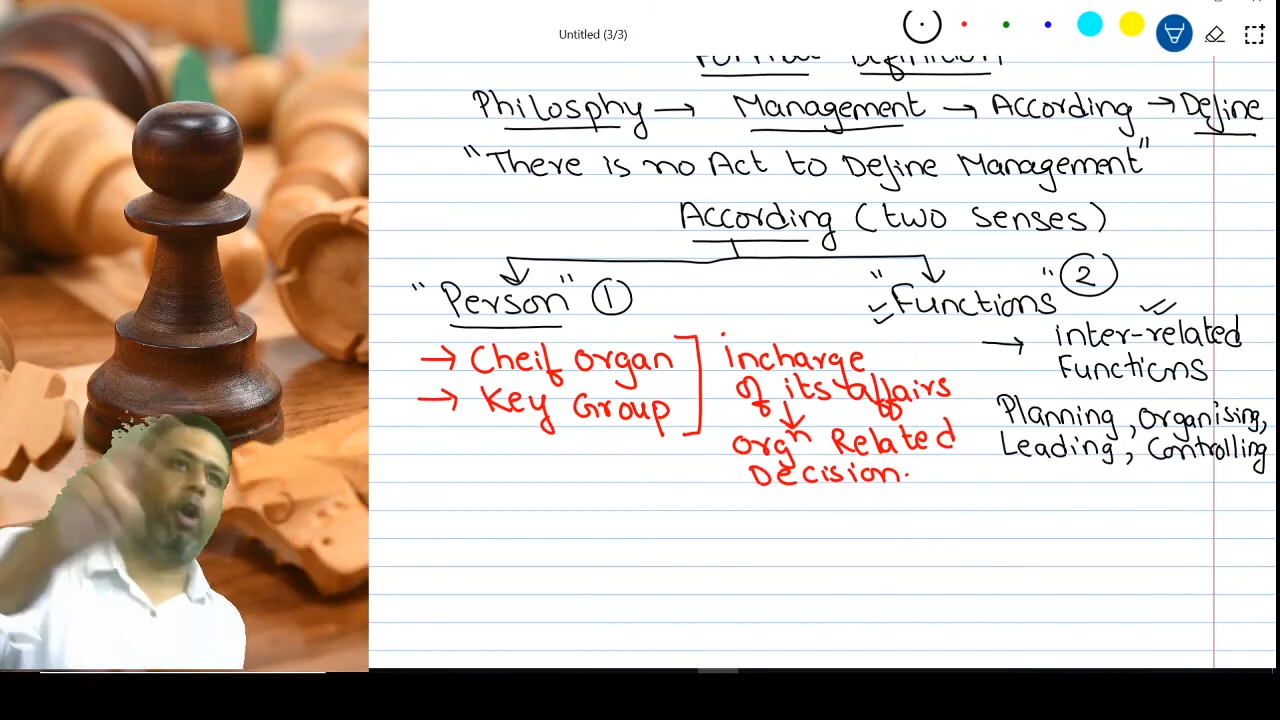 Untitled (3/3)
Formal Definition
Philosphy → Management → According → Define
"There is no Act to Define Management"
According (two senses)
"Person" ①
→ Cheif organ
→ Key Group
incharge
of its affairs
↓
orgⁿ Related
Decision.
"Functions" ②
→ inter-related
Functions
Planning, Organising,
Leading, Controlling